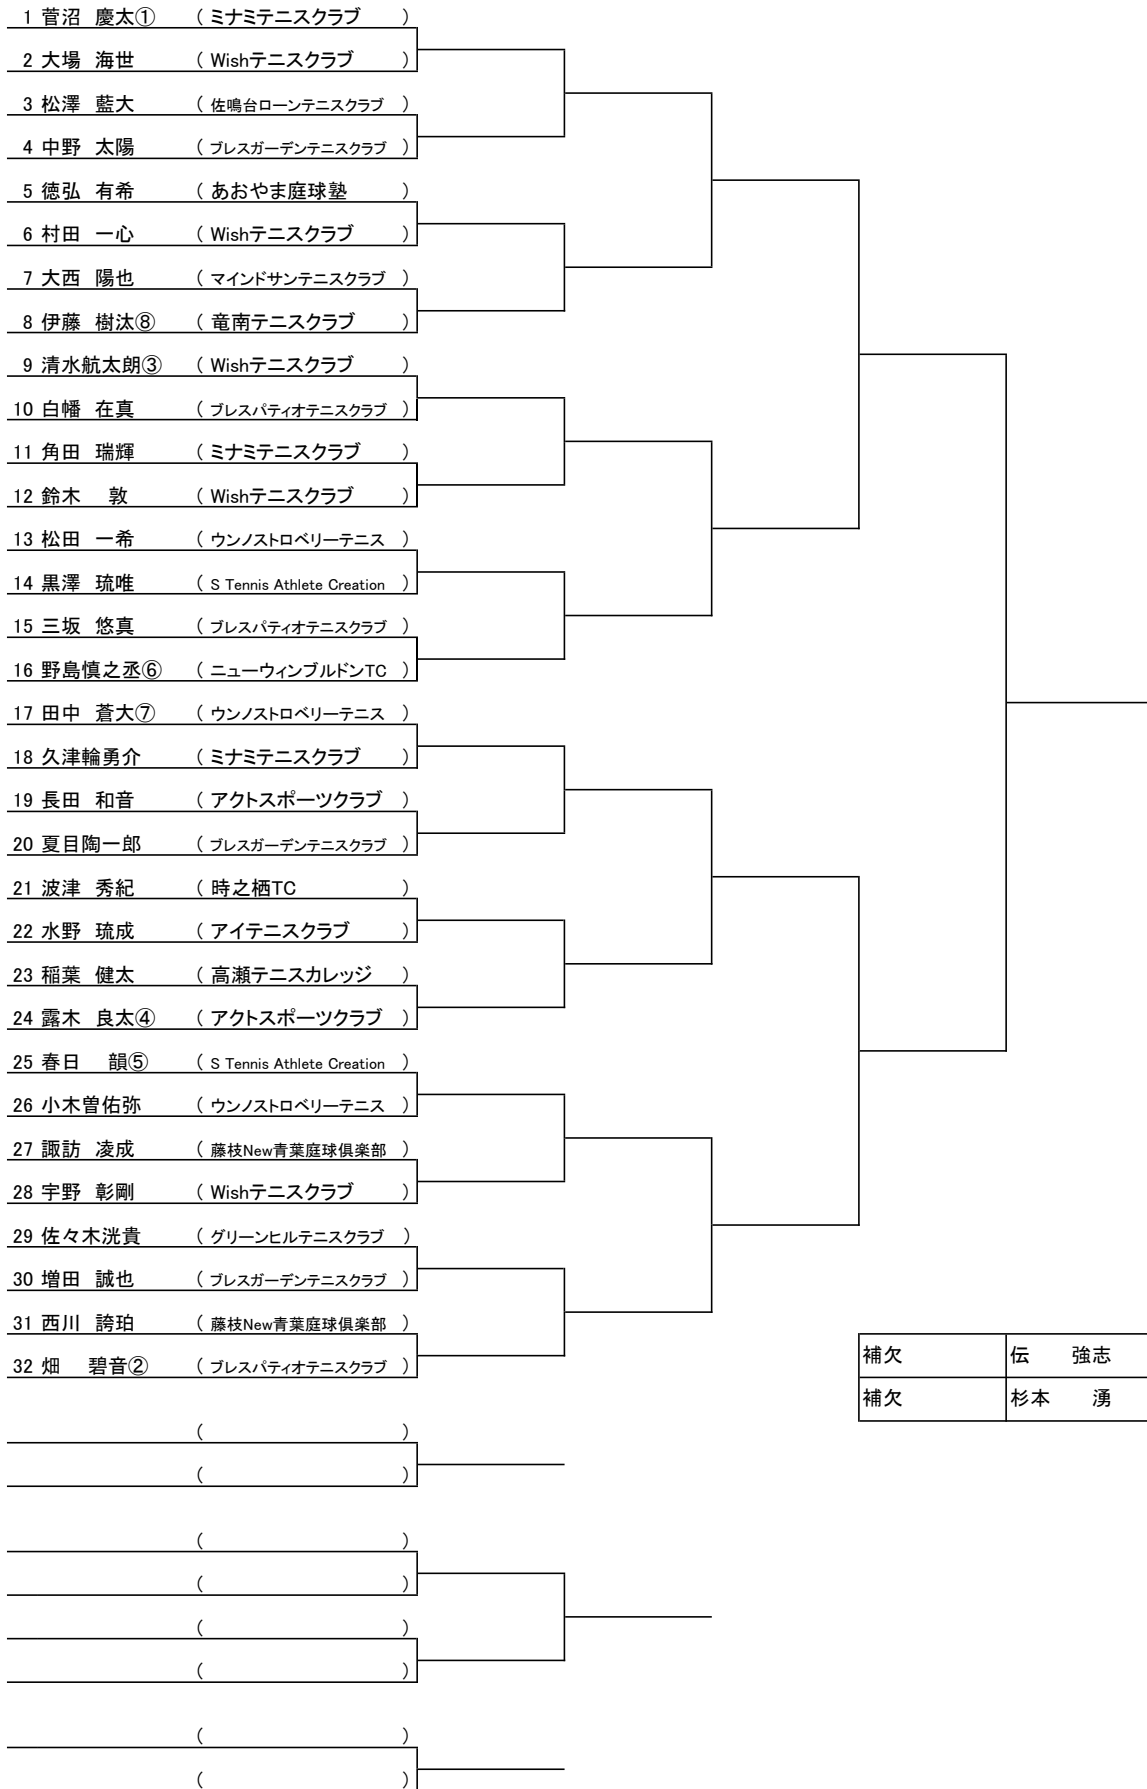 1 菅沼　慶太① （ ミナミテニスクラブ ）
2 大場　海世 （ Wishテニスクラブ ）
3 松澤　藍大 （ 佐鳴台ローンテニスクラブ ）
4 中野　太陽 （ ブレスガーデンテニスクラブ ）
5 徳弘　有希 （ あおやま庭球塾 ）
6 村田　一心 （ Wishテニスクラブ ）
7 大西　陽也 （ マインドサンテニスクラブ ）
8 伊藤　樹汰⑧ （ 竜南テニスクラブ ）
9 清水航太朗③ （ Wishテニスクラブ ）
10 白幡　在真 （ ブレスパティオテニスクラブ ）
11 角田　瑞輝 （ ミナミテニスクラブ ）
12 鈴木　敦 （ Wishテニスクラブ ）
13 松田　一希 （ ウンノストロベリーテニス ）
14 黒澤　琉唯 （ S Tennis Athlete Creation ）
15 三坂　悠真 （ ブレスパティオテニスクラブ ）
16 野島慎之丞⑥ （ ニューウィンブルドンTC ）
17 田中　蒼大⑦ （ ウンノストロベリーテニス ）
18 久津輪勇介 （ ミナミテニスクラブ ）
19 長田　和音 （ アクトスポーツクラブ ）
20 夏目陶一郎 （ ブレスガーデンテニスクラブ ）
21 波津　秀紀 （ 時之栖TC ）
22 水野　琉成 （ アイテニスクラブ ）
23 稲葉　健太 （ 高瀬テニスカレッジ ）
24 露木　良太④ （ アクトスポーツクラブ ）
25 春日　韻⑤ （ S Tennis Athlete Creation ）
26 小木曽佑弥 （ ウンノストロベリーテニス ）
27 諏訪　凌成 （ 藤枝New青葉庭球倶楽部 ）
28 宇野　彰剛 （ Wishテニスクラブ ）
29 佐々木洸貴 （ グリーンヒルテニスクラブ ）
30 増田　誠也 （ ブレスガーデンテニスクラブ ）
31 西川　誇珀 （ 藤枝New青葉庭球倶楽部 ）
32 畑　碧音② （ ブレスパティオテニスクラブ ）
補欠 伝　強志
補欠 杉本　湧
（ ）
（ ）
（ ）
（ ）
（ ）
（ ）
（ ）
（ ）